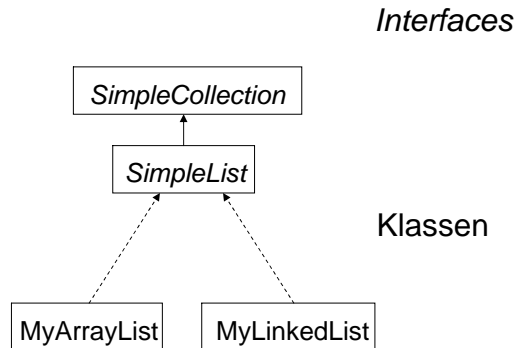 Interfaces
SimpleCollection
SimpleList
Klassen
MyArrayList
MyLinkedList